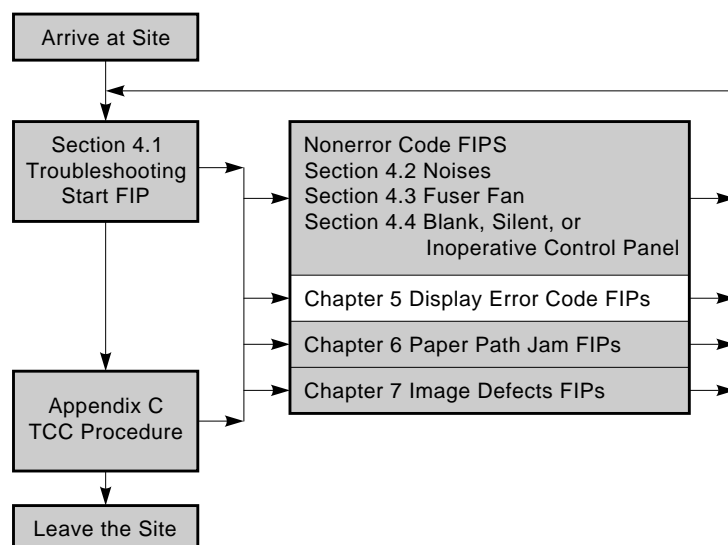 Arrive at Site
Section 4.1
Troubleshooting
Start FIP
Nonerror Code FIPS
Section 4.2 Noises
Section 4.3 Fuser Fan
Section 4.4 Blank, Silent, or
Inoperative Control Panel
Chapter 5 Display Error Code FIPs
Chapter 6 Paper Path Jam FIPs
Chapter 7 Image Defects FIPs
Appendix C
TCC Procedure
Leave the Site